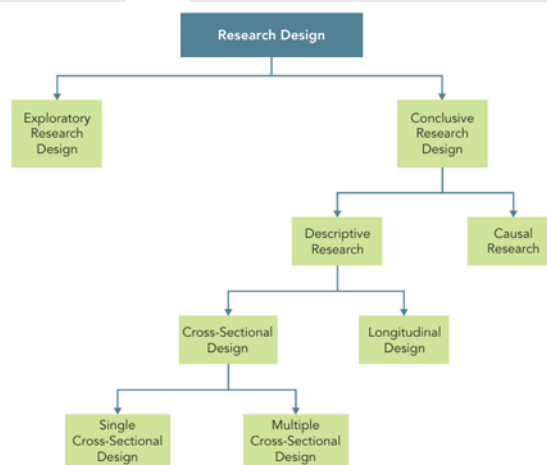 Research Design
Exploratory
Research
Design
Conclusive
Research
Design
Descriptive
Research
Causal
Research
Cross-Sectional
Design
Longitudinal
Design
Single
Cross-Sectional
Design
Multiple
Cross-Sectional
Design